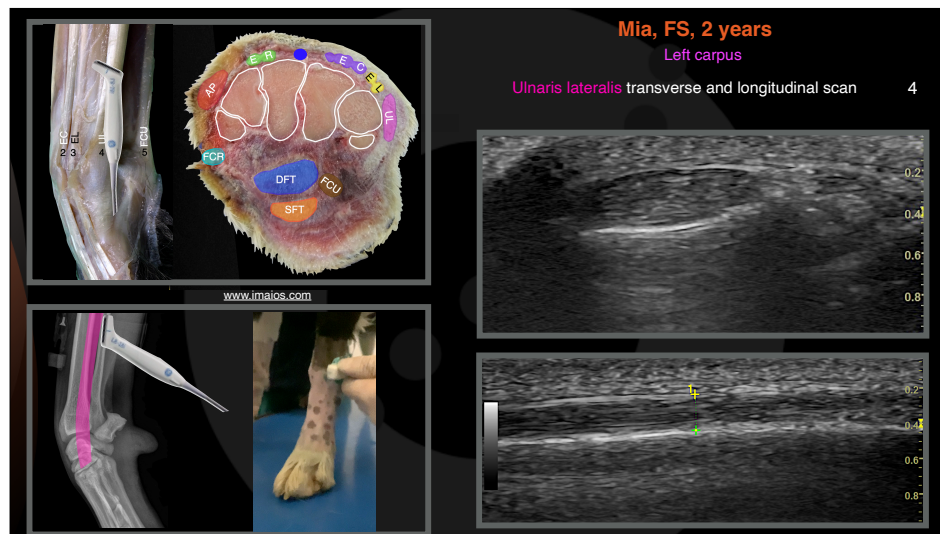 Mia, FS, 2 years
Left carpus
Ulnaris lateralis transverse and longitudinal scan 4
EC
2
EL
3
UL
4
FCU
5
E R
E C
E L
AP
UL
FCR
DFT
FCU
SFT
www.imaios.com
0.2
0.4
0.6
0.8
1
0.2
0.4
0.6
0.8